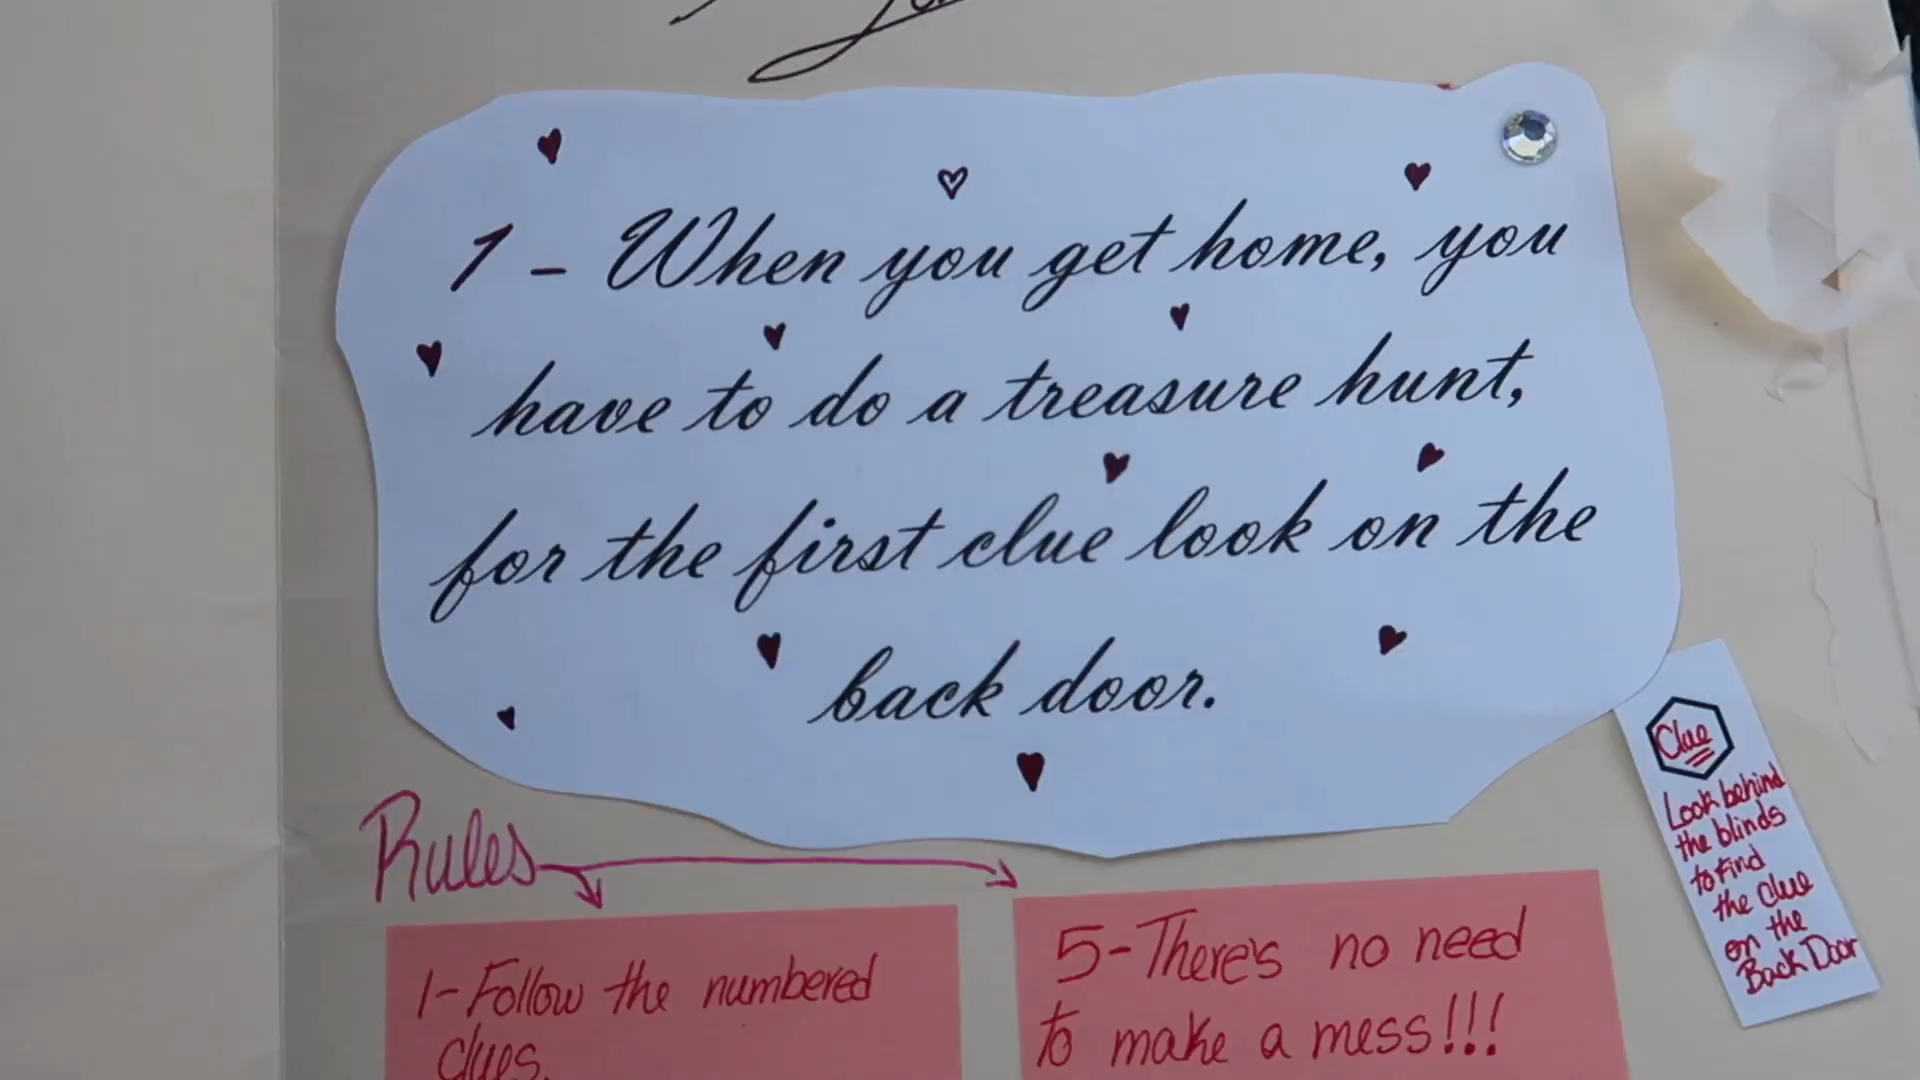 1 - When you get home, you
have to do a treasure hunt,
for the first clue look on the
back door.
Clue
Look behind
the blinds
to find
the Clue
on the
Back Door
Rules
1-Follow the numbered
clues.
5-There's no need
to make a mess!!!